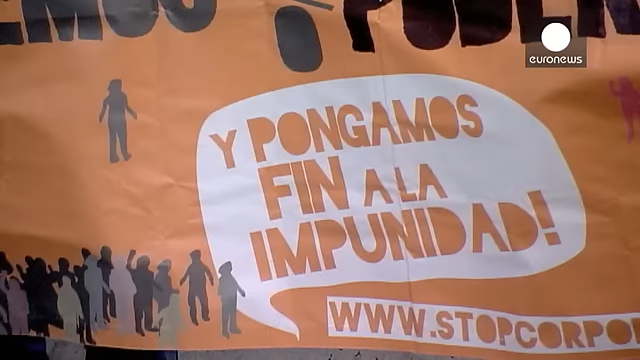 euronews
Y PONGAMOS
FIN A LA
IMPUNIDAD!
WWW.STOPCORPO